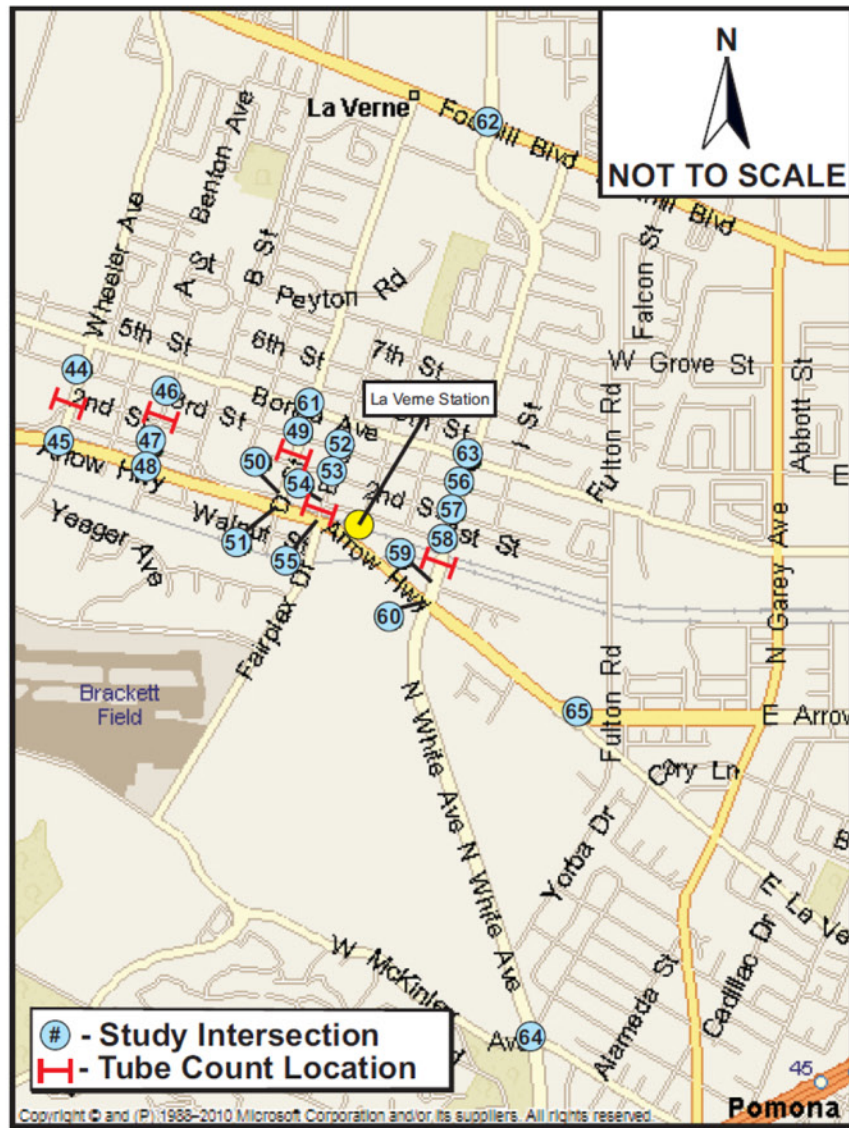 N
NOT TO SCALE
La Verne
62
Foothill Blvd
Benton Ave
Wheeler Ave
A St
B St
Peyton Rd
Falcon St
5th St
6th St
7th St
W Grove St
Abbott St
44
46
61
La Verne Station
2nd St
3rd St
Bonita Ave
I St
Fulton Rd
E
45
47
49
52
63
Arrow Hwy
48
50
53
56
54
2nd St
57
Walnut St
1st St
51
55
Arrow Hwy
59
58
Yeager Ave
60
Fairplex Dr
N Garey Ave
Brackett
Field
65
Fulton Rd
E Arrow
N White Ave
N White Ave
Cory Ln
Yorba Dr
E La Ve
W McKinley
Ave
64
Alameda St
Cadillac Dr
# - Study Intersection
- Tube Count Location
45
Pomona
Copyright © and (P) 1988–2010 Microsoft Corporation and/or its suppliers. All rights reserved.